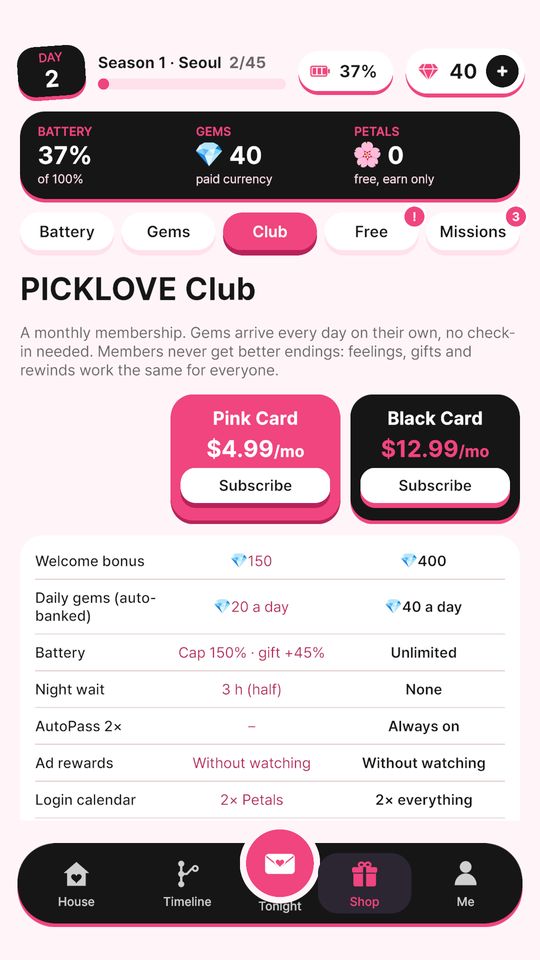 DAY
2
Season 1 · Seoul 2/45
37%
40
+
BATTERY
37%
of 100%
GEMS
40
paid currency
PETALS
0
free, earn only
Battery
Gems
Club
Free
!
Missions
3
PICKLOVE Club
A monthly membership. Gems arrive every day on their own, no check-
in needed. Members never get better endings: feelings, gifts and
rewinds work the same for everyone.
Pink Card
$4.99/mo
Subscribe
Black Card
$12.99/mo
Subscribe
Welcome bonus 150 400
Daily gems (auto-
banked) 20 a day 40 a day
Battery Cap 150% · gift +45% Unlimited
Night wait 3 h (half) None
AutoPass 2× – Always on
Ad rewards Without watching Without watching
Login calendar 2× Petals 2× everything
House
Timeline
Tonight
Shop
Me